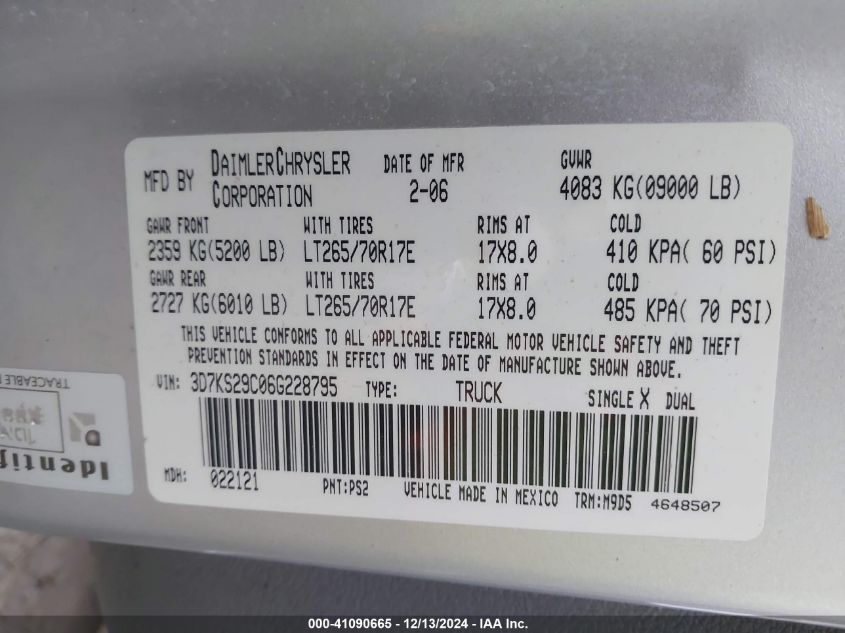 MFD BY DAIMLERCHRYSLER CORPORATION DATE OF MFR 2-06 GVWR 4083 KG(09000 LB)
GAWR FRONT WITH TIRES RIMS AT COLD
2359 KG(5200 LB) LT265/70R17E 17X8.0 410 KPA( 60 PSI)
GAWR REAR WITH TIRES RIMS AT COLD
2727 KG(6010 LB) LT265/70R17E 17X8.0 485 KPA( 70 PSI)
THIS VEHICLE CONFORMS TO ALL APPLICABLE FEDERAL MOTOR VEHICLE SAFETY AND THEFT
PREVENTION STANDARDS IN EFFECT ON THE DATE OF MANUFACTURE SHOWN ABOVE.
VIN: 3D7KS29C06G228795 TYPE: TRUCK SINGLE X DUAL
MDH: 022121 PNT:PS2 VEHICLE MADE IN MEXICO TRM:M9D5 4648507
TRACEABLE
Identif
000-41090665 - 12/13/2024 - IAA Inc.